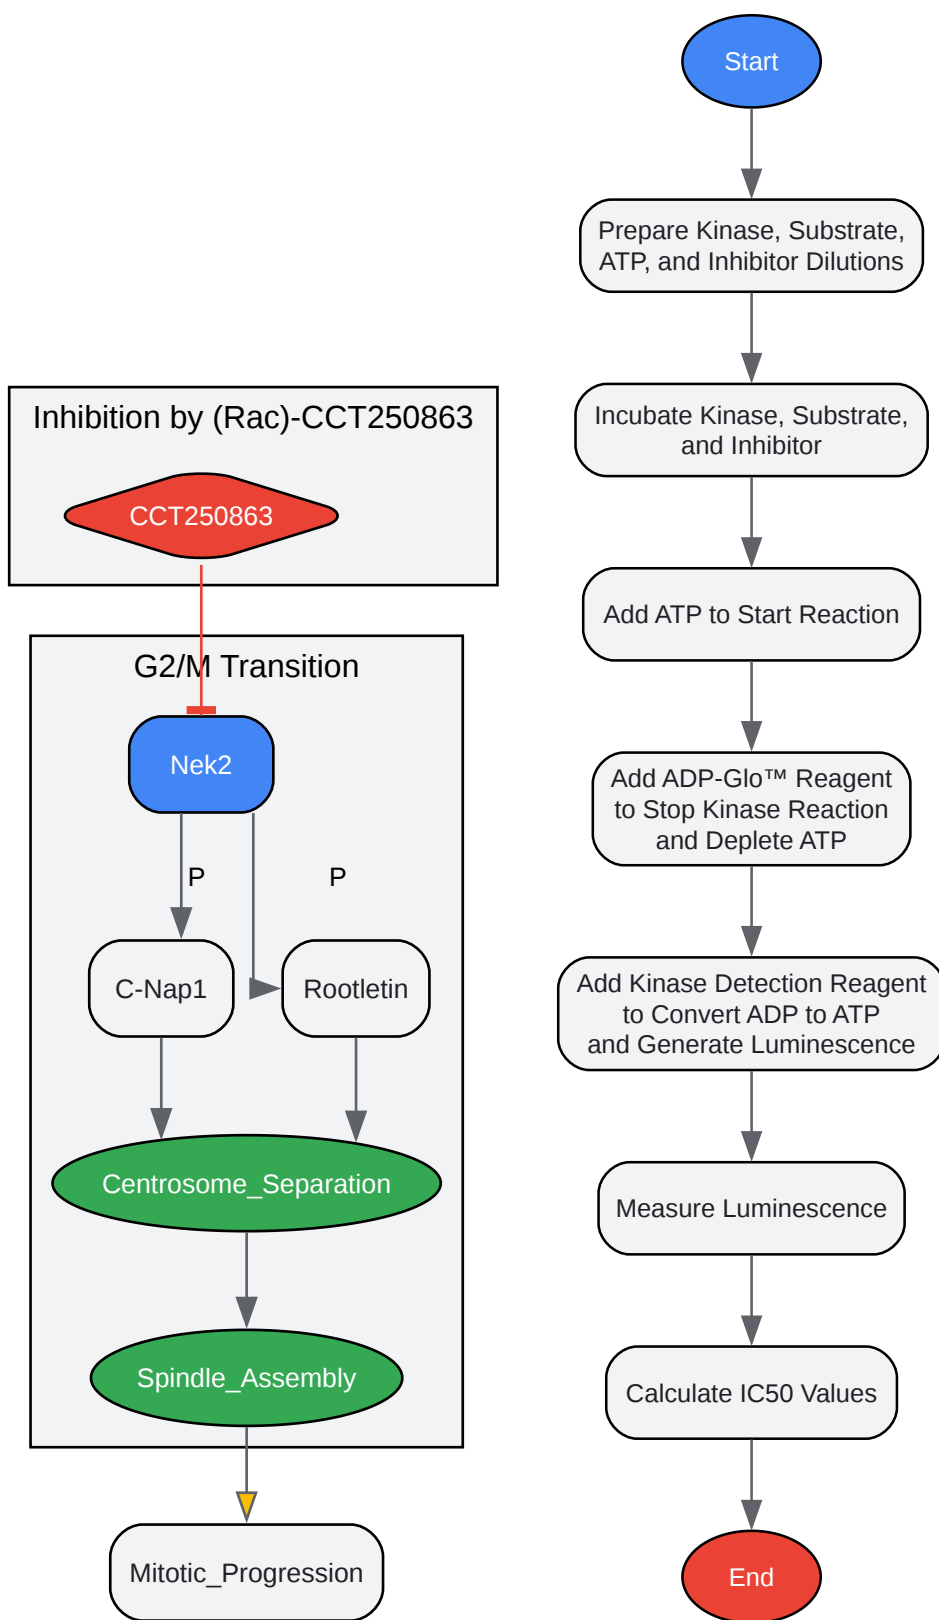 Inhibition by (Rac)-CCT250863
CCT250863
G2/M Transition
Nek2
P
P
C-Nap1
Rootletin
Centrosome_Separation
Spindle_Assembly
Mitotic_Progression
Start
Prepare Kinase, Substrate,
ATP, and Inhibitor Dilutions
Incubate Kinase, Substrate,
and Inhibitor
Add ATP to Start Reaction
Add ADP-Glo™ Reagent
to Stop Kinase Reaction
and Deplete ATP
Add Kinase Detection Reagent
to Convert ADP to ATP
and Generate Luminescence
Measure Luminescence
Calculate IC50 Values
End